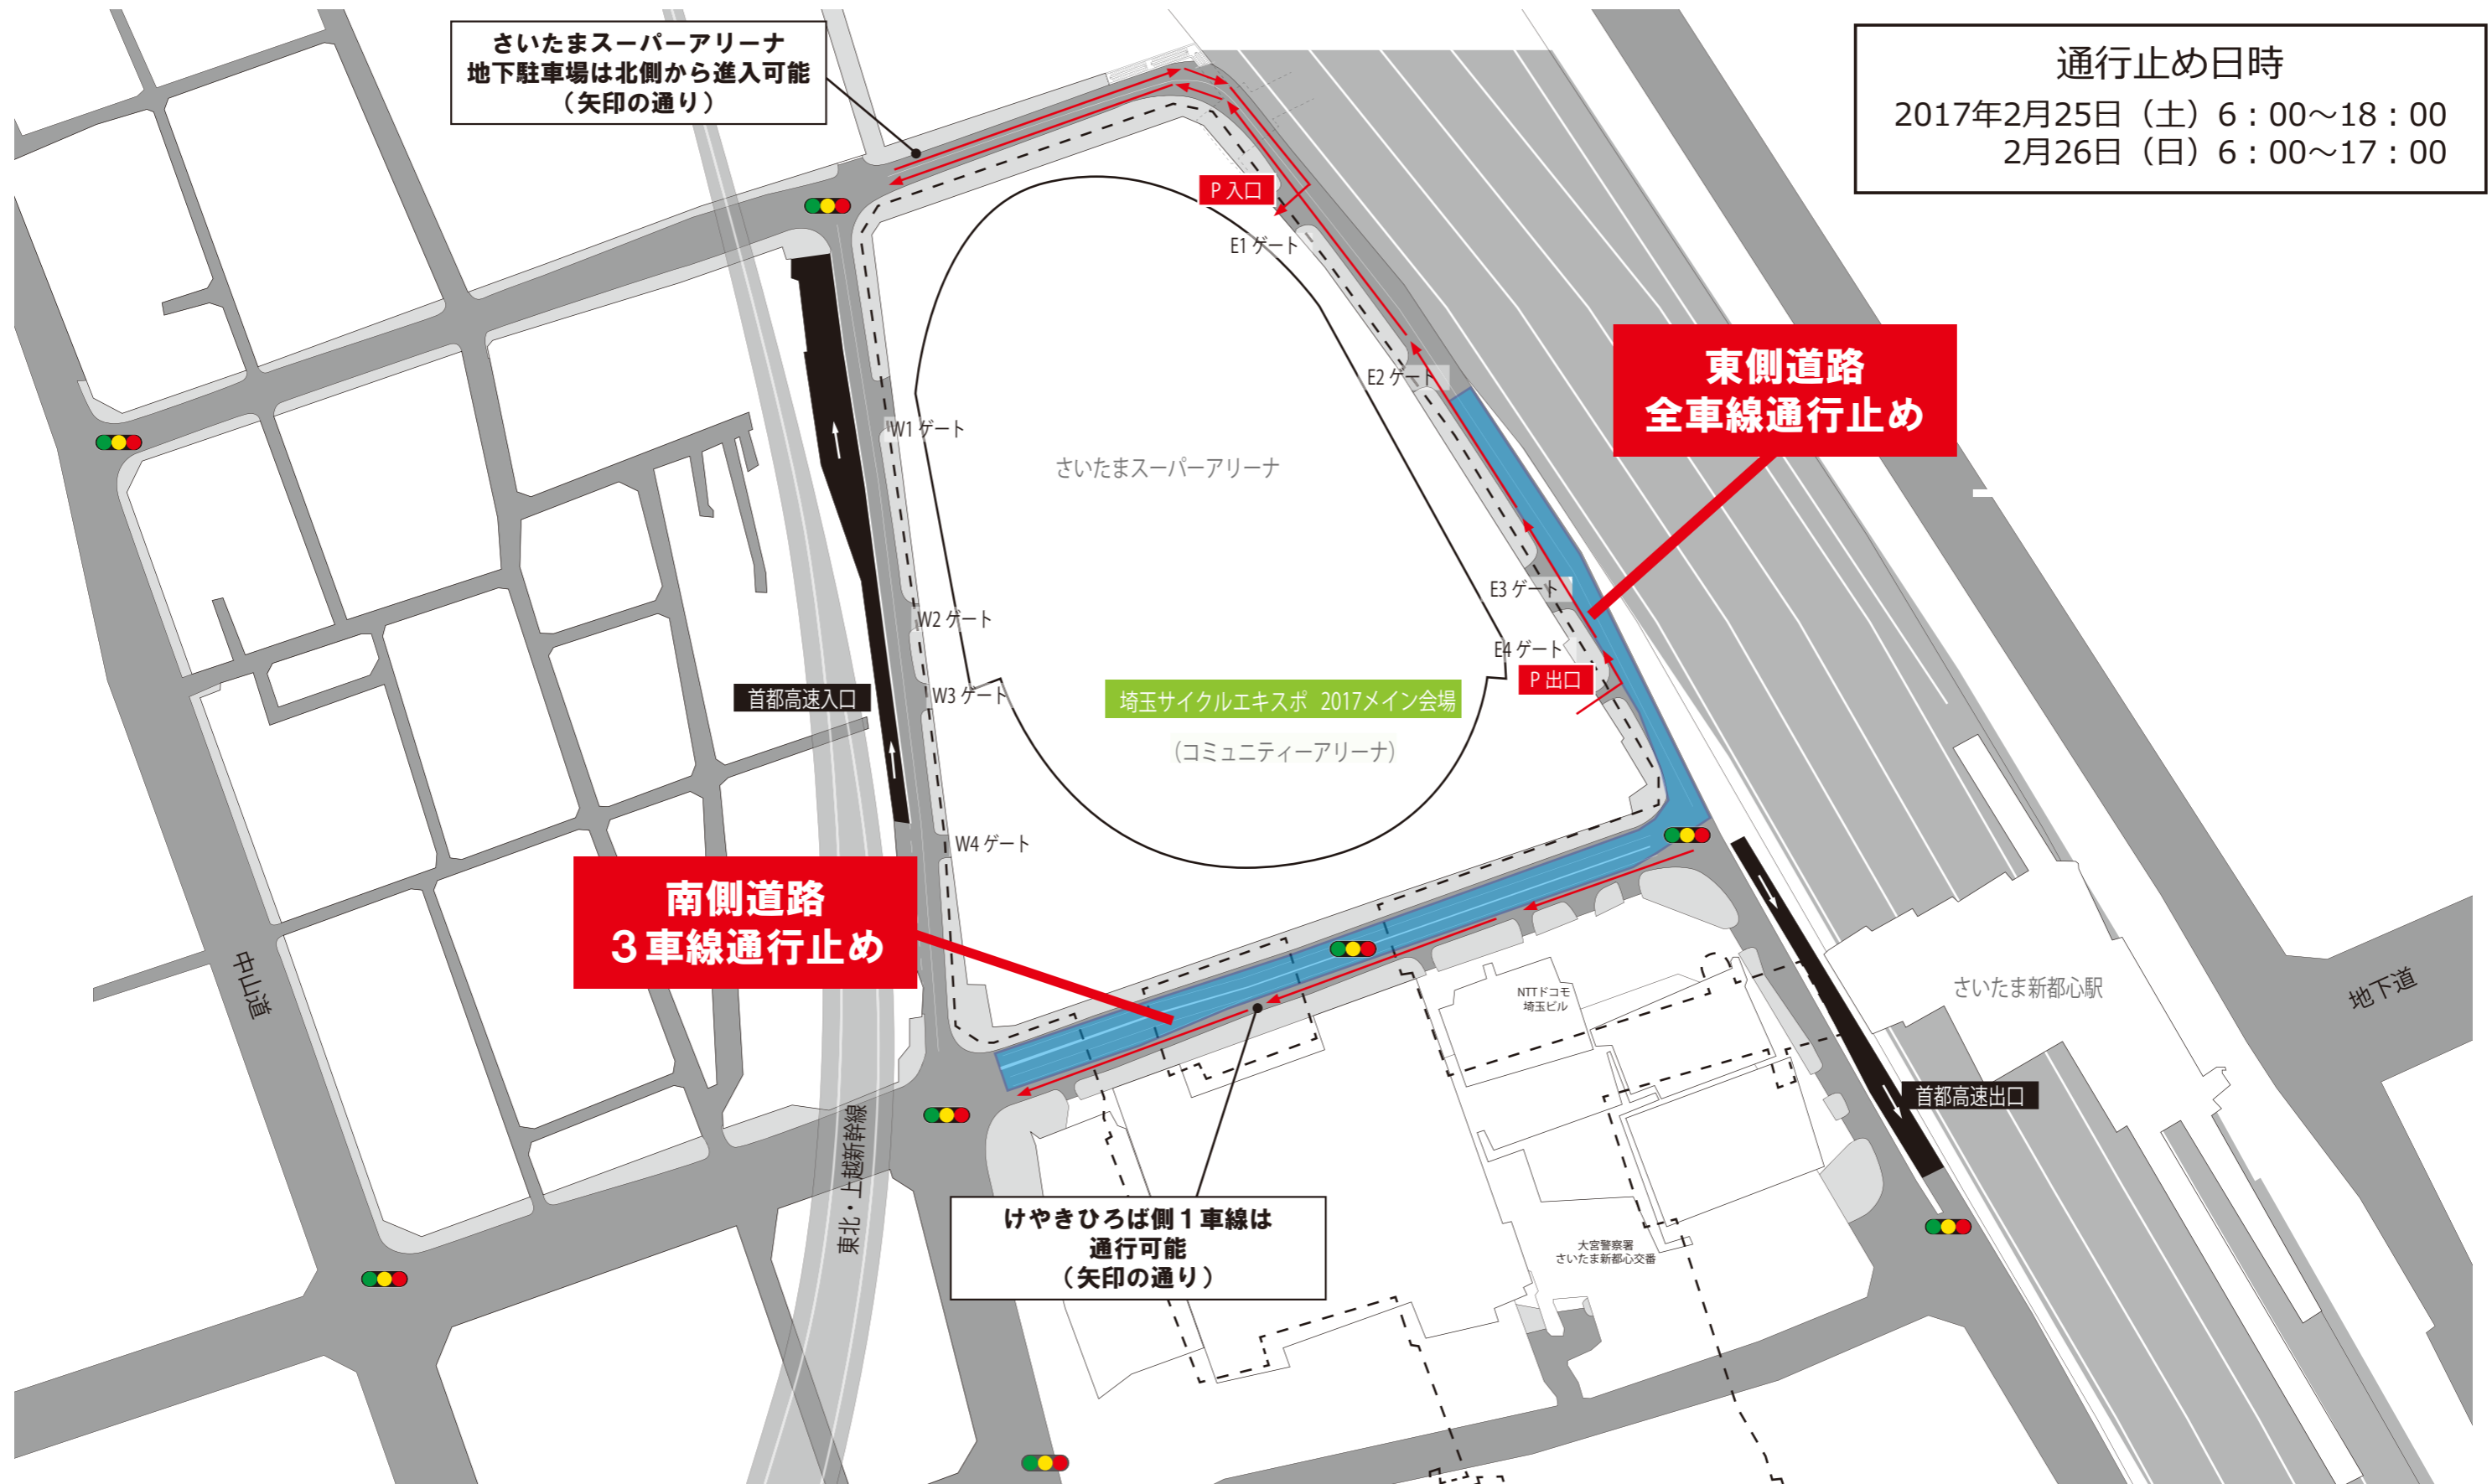 さいたまスーパーアリーナ
地下駐車場は北側から進入可能
（矢印の通り）
通行止め日時
2017年2月25日（土）6：00～18：00
2月26日（日）6：00～17：00
P 入口
E1 ゲート
東側道路
全車線通行止め
E2 ゲート
W1 ゲート
さいたまスーパーアリーナ
E3 ゲート
W2 ゲート
E4 ゲート
P 出口
首都高速入口
W3 ゲート
埼玉サイクルエキスポ 2017メイン会場
（コミュニティーアリーナ）
W4 ゲート
南側道路
3車線通行止め
中山道
NTTドコモ
埼玉ビル
さいたま新都心駅
地下道
首都高速出口
東北・上越新幹線
けやきひろば側1車線は
通行可能
（矢印の通り）
大宮警察署
さいたま新都心交番